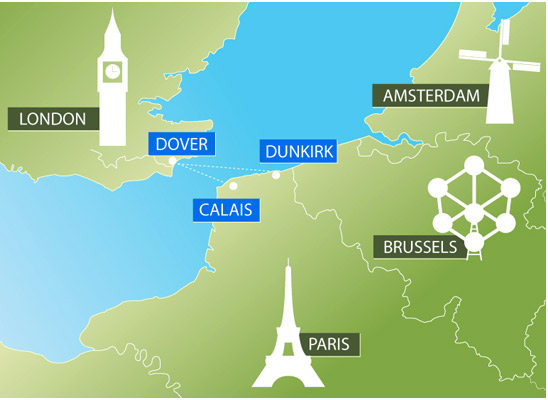 AMSTERDAM
LONDON
DOVER
DUNKIRK
CALAIS
BRUSSELS
PARIS